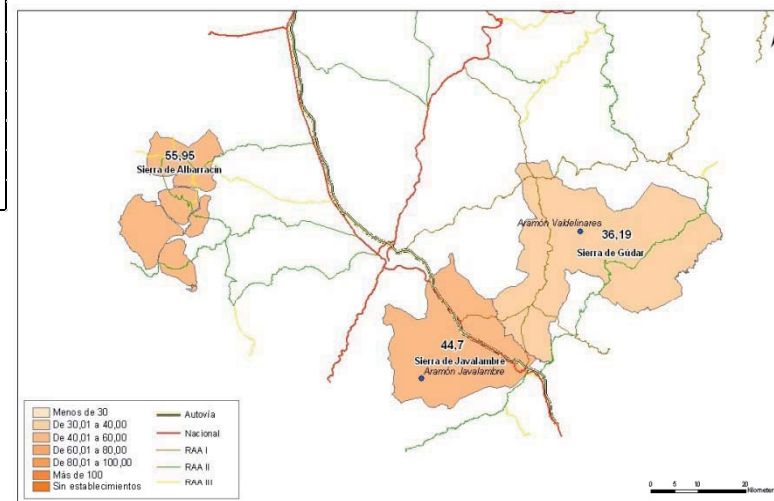 55,95
Sierra de Albarracín
Aramón Valdelinares
36,19
Sierra de Gúdar
44,7
Sierra de Javalambre
Aramón Javalambre
Menos de 30
De 30,01 a 40,00
De 40,01 a 60,00
De 60,01 a 80,00
De 80,01 a 100,00
Más de 100
Sin establecimientos
Autovía
Nacional
RAA I
RAA II
RAA III
0 5 10 20